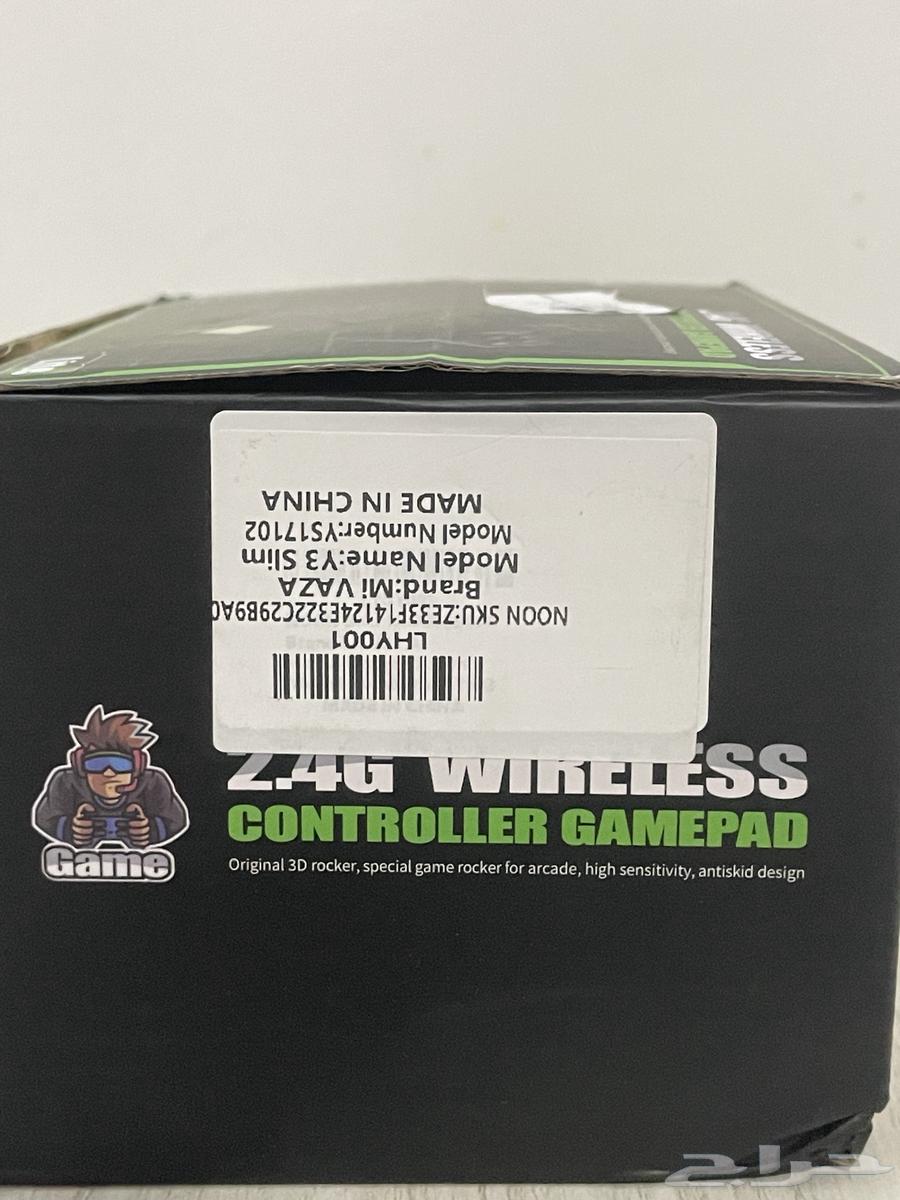 MADE IN CHINA
Model Number:YS17102
Model Name:Y3 Slim
Brand:Mi VAZA
NOON SKU:ZE33F14124E322C29B9A0
LHY001
2.4G WIRELESS
CONTROLLER GAMEPAD
Original 3D rocker, special game rocker for arcade, high sensitivity, antiskid design
Game
حراج